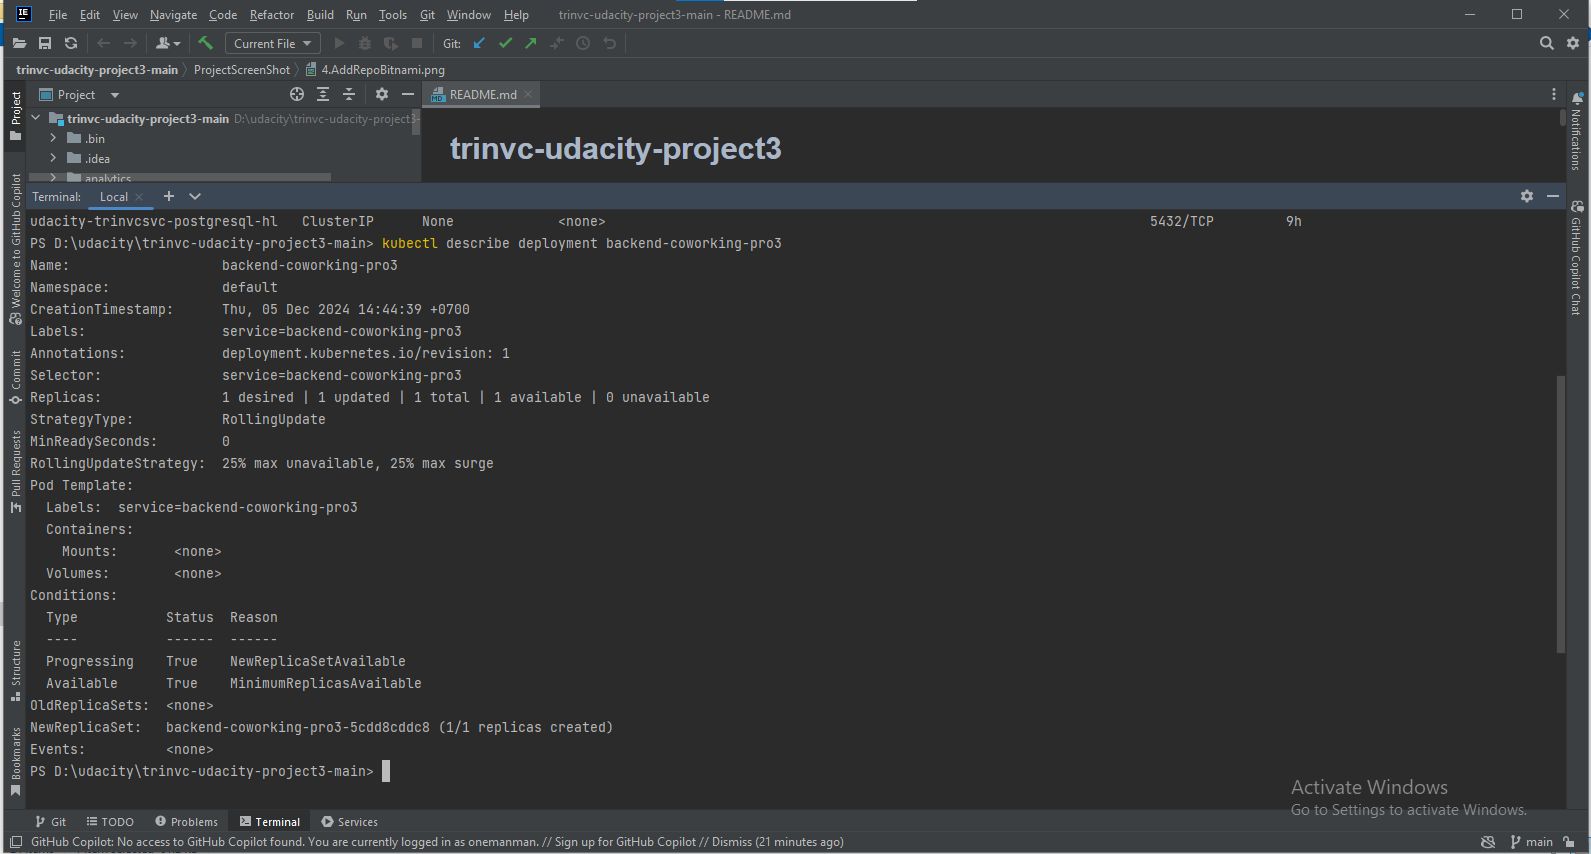 File Edit View Navigate Code Refactor Build Run Tools Git Window Help trinvc-udacity-project3-main - README.md
Current File Git:
trinvc-udacity-project3-main ProjectScreenShot 4.AddRepoBitnami.png
Project
README.md
trinvc-udacity-project3-main D:\udacity\trinvc-udacity-project3-
.bin
.idea
analytics
trinvc-udacity-project3
Terminal: Local
udacity-trinvcsvc-postgresql-hl ClusterIP None <none> 5432/TCP 9h
PS D:\udacity\trinvc-udacity-project3-main> kubectl describe deployment backend-coworking-pro3
Name: backend-coworking-pro3
Namespace: default
CreationTimestamp: Thu, 05 Dec 2024 14:44:39 +0700
Labels: service=backend-coworking-pro3
Annotations: deployment.kubernetes.io/revision: 1
Selector: service=backend-coworking-pro3
Replicas: 1 desired | 1 updated | 1 total | 1 available | 0 unavailable
StrategyType: RollingUpdate
MinReadySeconds: 0
RollingUpdateStrategy: 25% max unavailable, 25% max surge
Pod Template:
Labels: service=backend-coworking-pro3
Containers:
Mounts: <none>
Volumes: <none>
Conditions:
Type Status Reason
---- ------ ------
Progressing True NewReplicaSetAvailable
Available True MinimumReplicasAvailable
OldReplicaSets: <none>
NewReplicaSet: backend-coworking-pro3-5cdd8cddc8 (1/1 replicas created)
Events: <none>
PS D:\udacity\trinvc-udacity-project3-main>
Project
Welcome to GitHub Copilot
Commit
Pull Requests
Structure
Bookmarks
Notifications
GitHub Copilot Chat
Activate Windows
Go to Settings to activate Windows.
Git TODO Problems Terminal Services
GitHub Copilot: No access to GitHub Copilot found. You are currently logged in as onemanman. // Sign up for GitHub Copilot // Dismiss (21 minutes ago) main